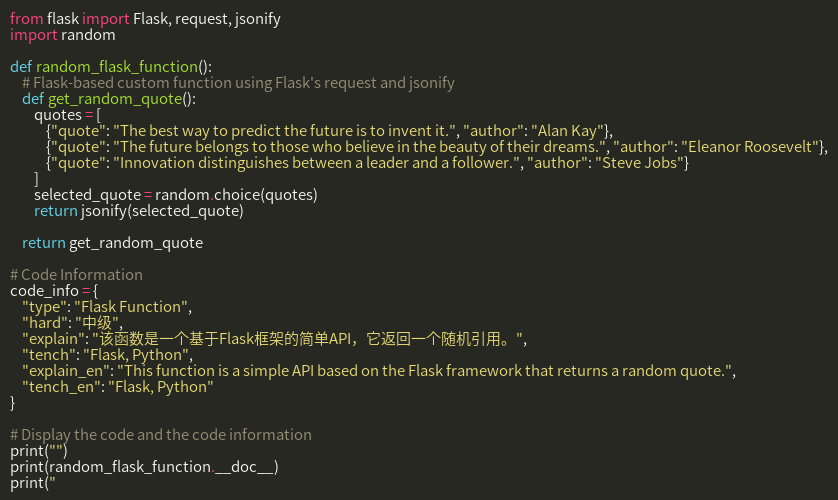 from flask import Flask, request, jsonify
import random

def random_flask_function():
    # Flask-based custom function using Flask's request and jsonify
    def get_random_quote():
        quotes = [
            {"quote": "The best way to predict the future is to invent it.", "author": "Alan Kay"},
            {"quote": "The future belongs to those who believe in the beauty of their dreams.", "author": "Eleanor Roosevelt"},
            {"quote": "Innovation distinguishes between a leader and a follower.", "author": "Steve Jobs"}
        ]
        selected_quote = random.choice(quotes)
        return jsonify(selected_quote)

    return get_random_quote

# Code Information
code_info = {
    "type": "Flask Function",
    "hard": "中级",
    "explain": "该函数是一个基于Flask框架的简单API，它返回一个随机引用。",
    "tench": "Flask, Python",
    "explain_en": "This function is a simple API based on the Flask framework that returns a random quote.",
    "tench_en": "Flask, Python"
}

# Display the code and the code information
print("")
print(random_flask_function.__doc__)
print("